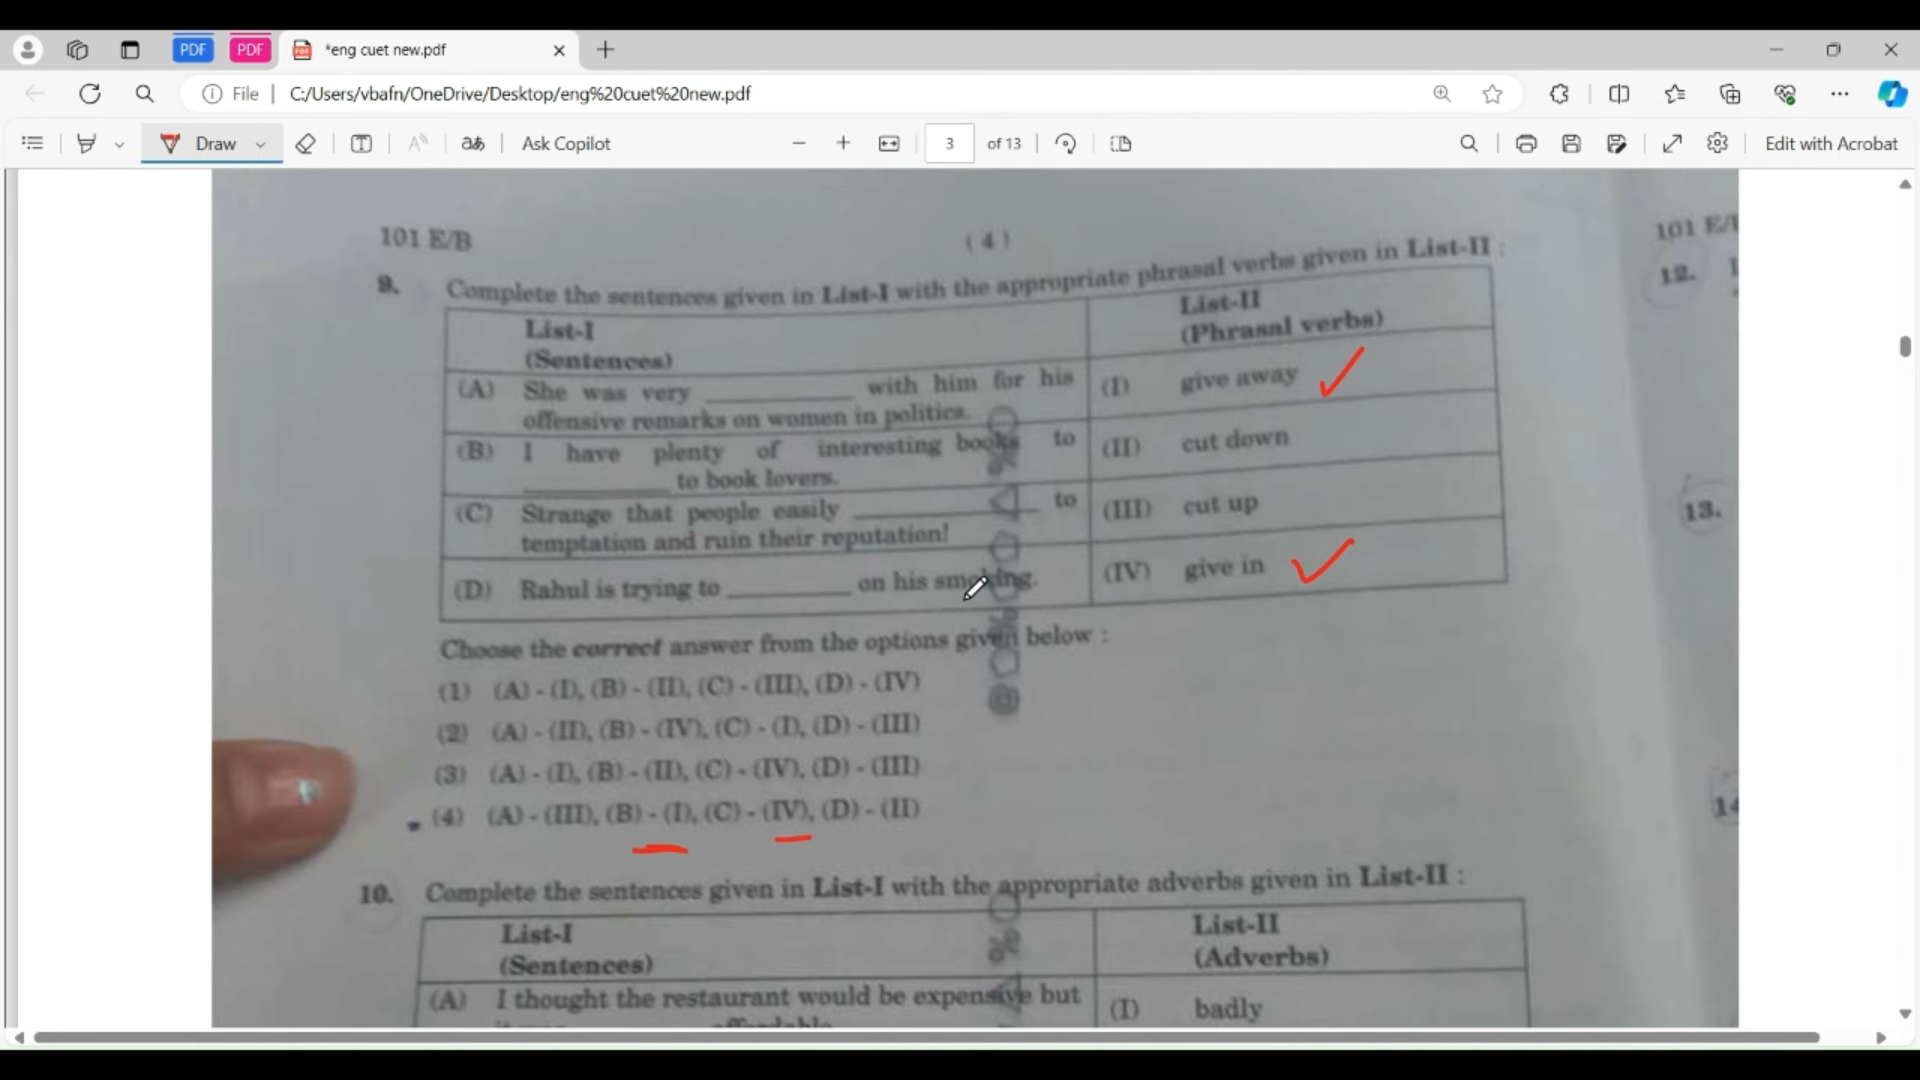 PDF
PDF
*eng cuet new.pdf
File
C:/Users/vbafn/OneDrive/Desktop/eng%20cuet%20new.pdf
Draw
Ask Copilot
3
of 13
Edit with Acrobat
101 E/B
( 4 )
9. Complete the sentences given in List-I with the appropriate phrasal verbs given in List-II :
List-I
(Sentences)
List-II
(Phrasal verbs)
(A) She was very __________ with him for his
offensive remarks on women in politics.
(I) give away
(B) I have plenty of interesting books to
__________ to book lovers.
(II) cut down
(C) Strange that people easily __________ to
temptation and ruin their reputation!
(III) cut up
(D) Rahul is trying to __________ on his smoking.
(IV) give in
Choose the correct answer from the options given below :
(1) (A) - (I), (B) - (II), (C) - (III), (D) - (IV)
(2) (A) - (II), (B) - (IV), (C) - (I), (D) - (III)
(3) (A) - (I), (B) - (II), (C) - (IV), (D) - (III)
(4) (A) - (III), (B) - (I), (C) - (IV), (D) - (II)
10. Complete the sentences given in List-I with the appropriate adverbs given in List-II :
List-I
(Sentences)
List-II
(Adverbs)
(A) I thought the restaurant would be expensive but
(I) badly
101 E/
12.
13.